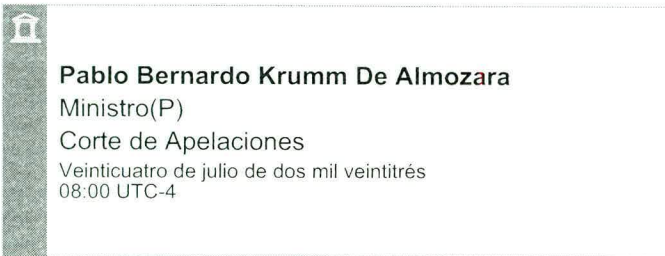 Pablo Bernardo Krumm De Almozara
Ministro(P)
Corte de Apelaciones
Veinticuatro de julio de dos mil veintitrés
08:00 UTC-4